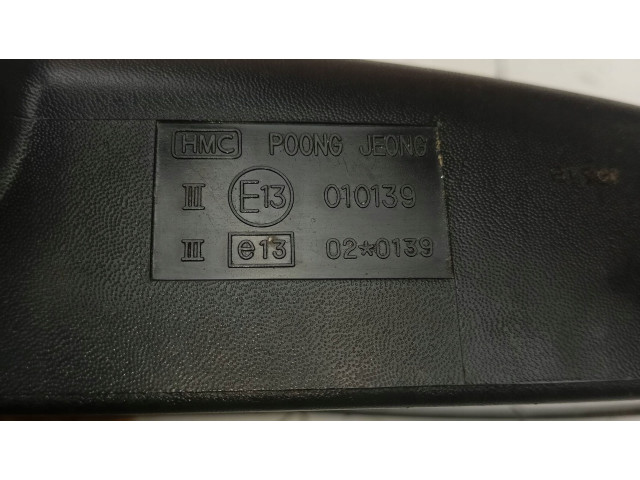 HMC POONG JEONG
III E13 010139
III e13 02*0139